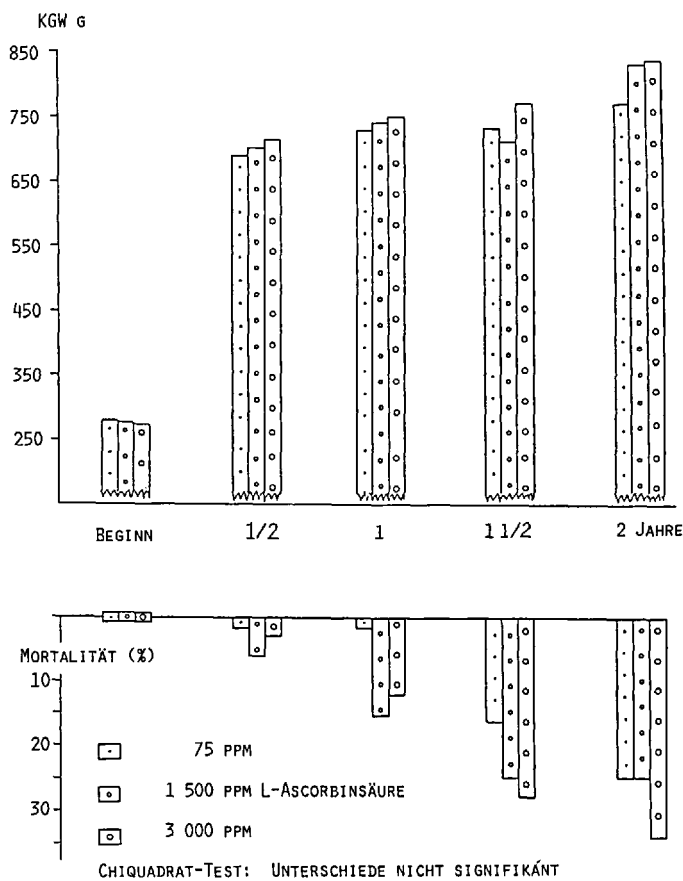 KGW G
850
750
650
550
450
350
250
BEGINN 1/2 1 1 1/2 2 JAHRE
MORTALITÄT (%)
10
20
30
75 PPM
1 500 PPM L-ASCORBINSÄURE
3 000 PPM
CHIQUADRAT-TEST: UNTERSCHIEDE NICHT SIGNIFIKÁNT